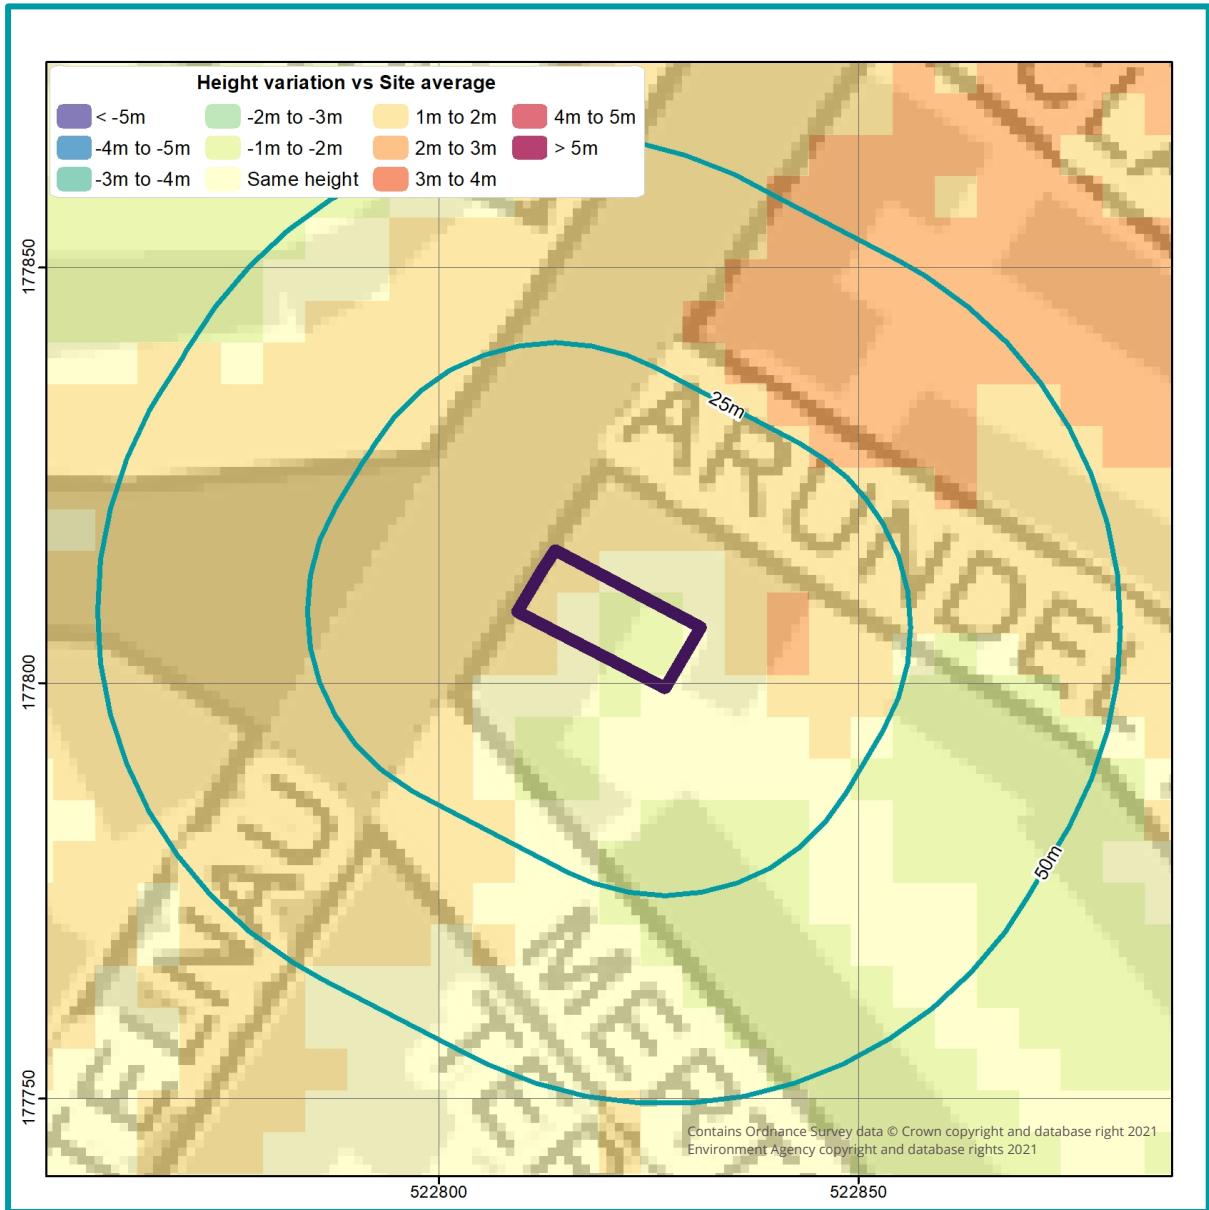 Height variation vs Site average
< -5m
-2m to -3m
1m to 2m
4m to 5m
-4m to -5m
-1m to -2m
2m to 3m
> 5m
-3m to -4m
Same height
3m to 4m
177850
25m
ARUNDEL
177800
50m
177750
Contains Ordnance Survey data © Crown copyright and database right 2021
Environment Agency copyright and database rights 2021
522800
522850